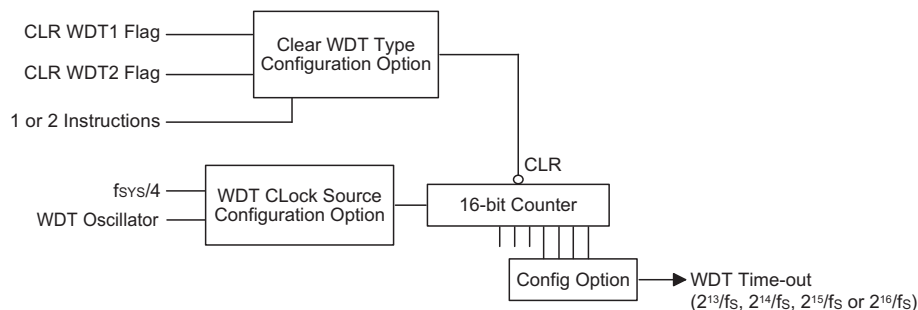 CLR WDT1 Flag
CLR WDT2 Flag
1 or 2 Instructions
Clear WDT Type
Configuration Option
CLR
fSYS/4
WDT Oscillator
WDT CLock Source
Configuration Option
16-bit Counter
Config Option
WDT Time-out
(2¹³/fS, 2¹⁴/fS, 2¹⁵/fS or 2¹⁶/fS)